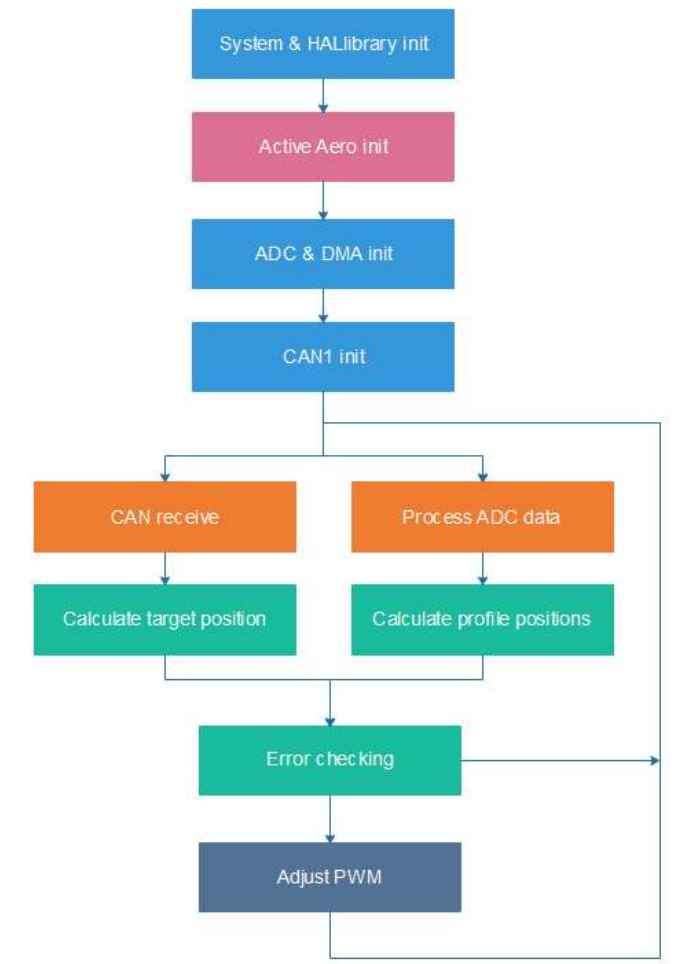 System & HALlibrary init
Active Aero init
ADC & DMA init
CAN1 init
CAN receive
Process ADC data
Calculate target position
Calculate profile positions
Error checking
Adjust PWM